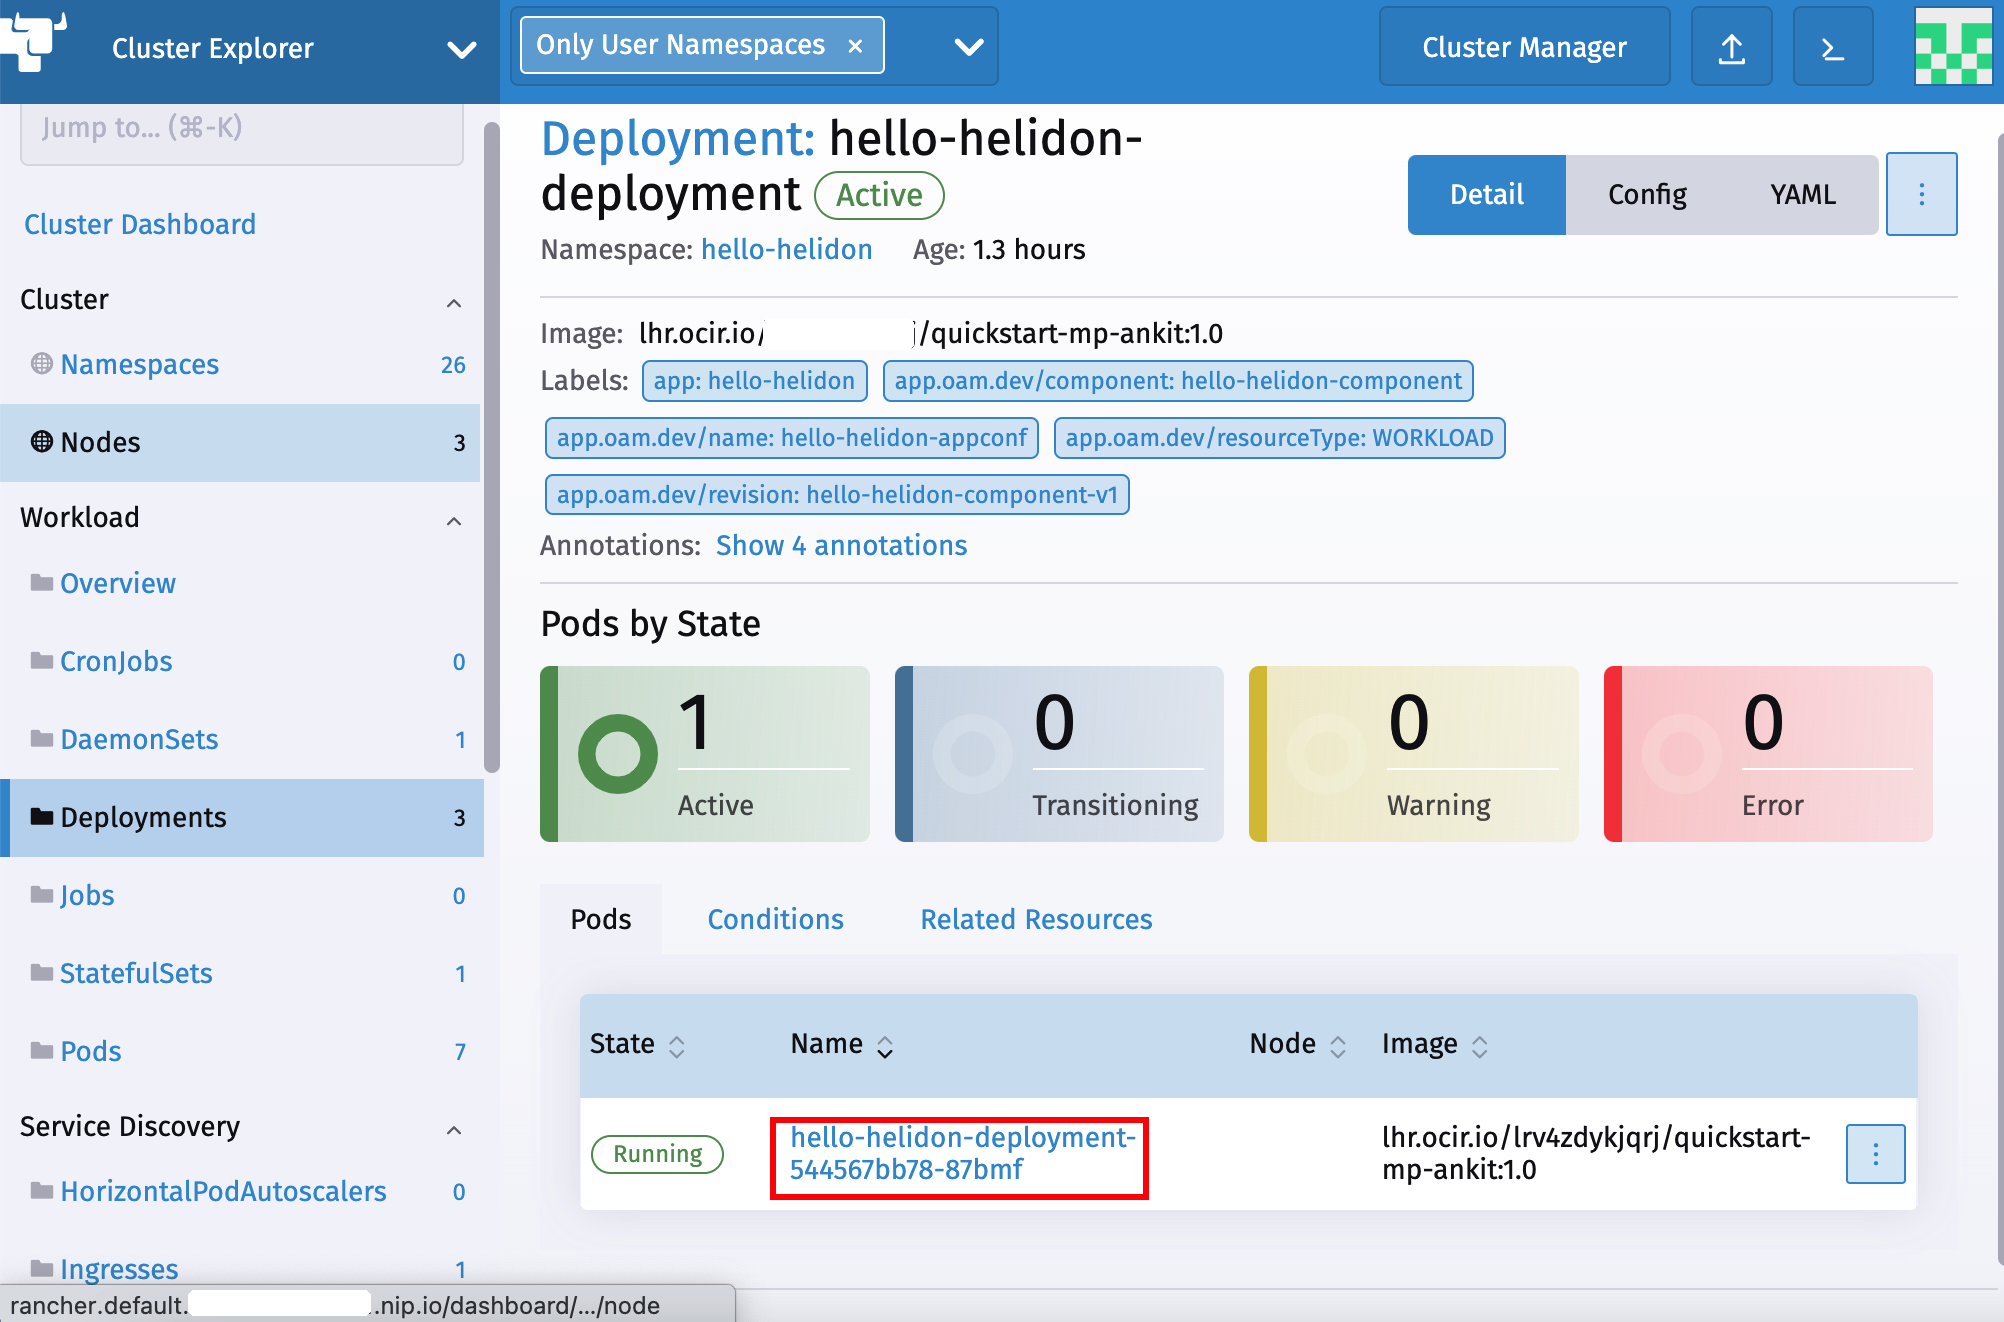 Cluster Explorer
Only User Namespaces ×
Cluster Manager
Jump to... (⌘-K)
Cluster Dashboard
Cluster
Namespaces 26
Nodes 3
Workload
Overview
CronJobs 0
DaemonSets 1
Deployments 3
Jobs 0
StatefulSets 1
Pods 7
Service Discovery
HorizontalPodAutoscalers 0
Ingresses 1
rancher.default. .nip.io/dashboard/.../node
Deployment: hello-helidon-
deployment Active
Detail Config YAML
Namespace: hello-helidon Age: 1.3 hours
Image: lhr.ocir.io/ j/quickstart-mp-ankit:1.0
Labels: app: hello-helidon app.oam.dev/component: hello-helidon-component
app.oam.dev/name: hello-helidon-appconf app.oam.dev/resourceType: WORKLOAD
app.oam.dev/revision: hello-helidon-component-v1
Annotations: Show 4 annotations
Pods by State
1 Active
0 Transitioning
0 Warning
0 Error
Pods Conditions Related Resources
State Name Node Image
Running
hello-helidon-deployment-
544567bb78-87bmf
lhr.ocir.io/lrv4zdykjqrj/quickstart-
mp-ankit:1.0